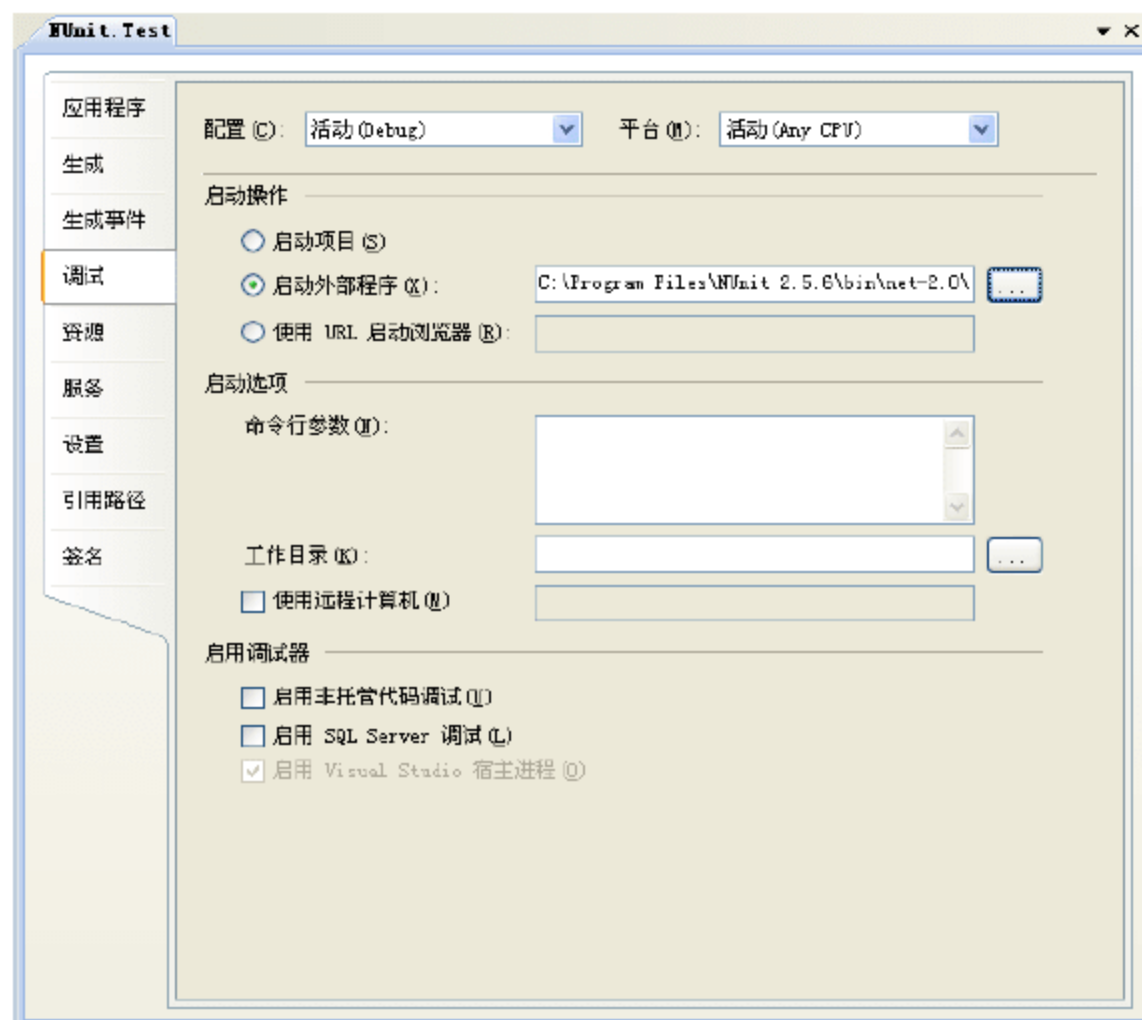 NUnit.Test
应用程序
生成
生成事件
调试
资源
服务
设置
引用路径
签名
配置(C): 活动(Debug) 平台(M): 活动(Any CPU)
启动操作
启动项目(S)
启动外部程序(X): C:\Program Files\NUnit 2.5.6\bin\net-2.0\ ...
使用 URL 启动浏览器(R):
启动选项
命令行参数(N):
工作目录(K): ...
使用远程计算机(M)
启用调试器
启用非托管代码调试(U)
启用 SQL Server 调试(L)
启用 Visual Studio 宿主进程(O)